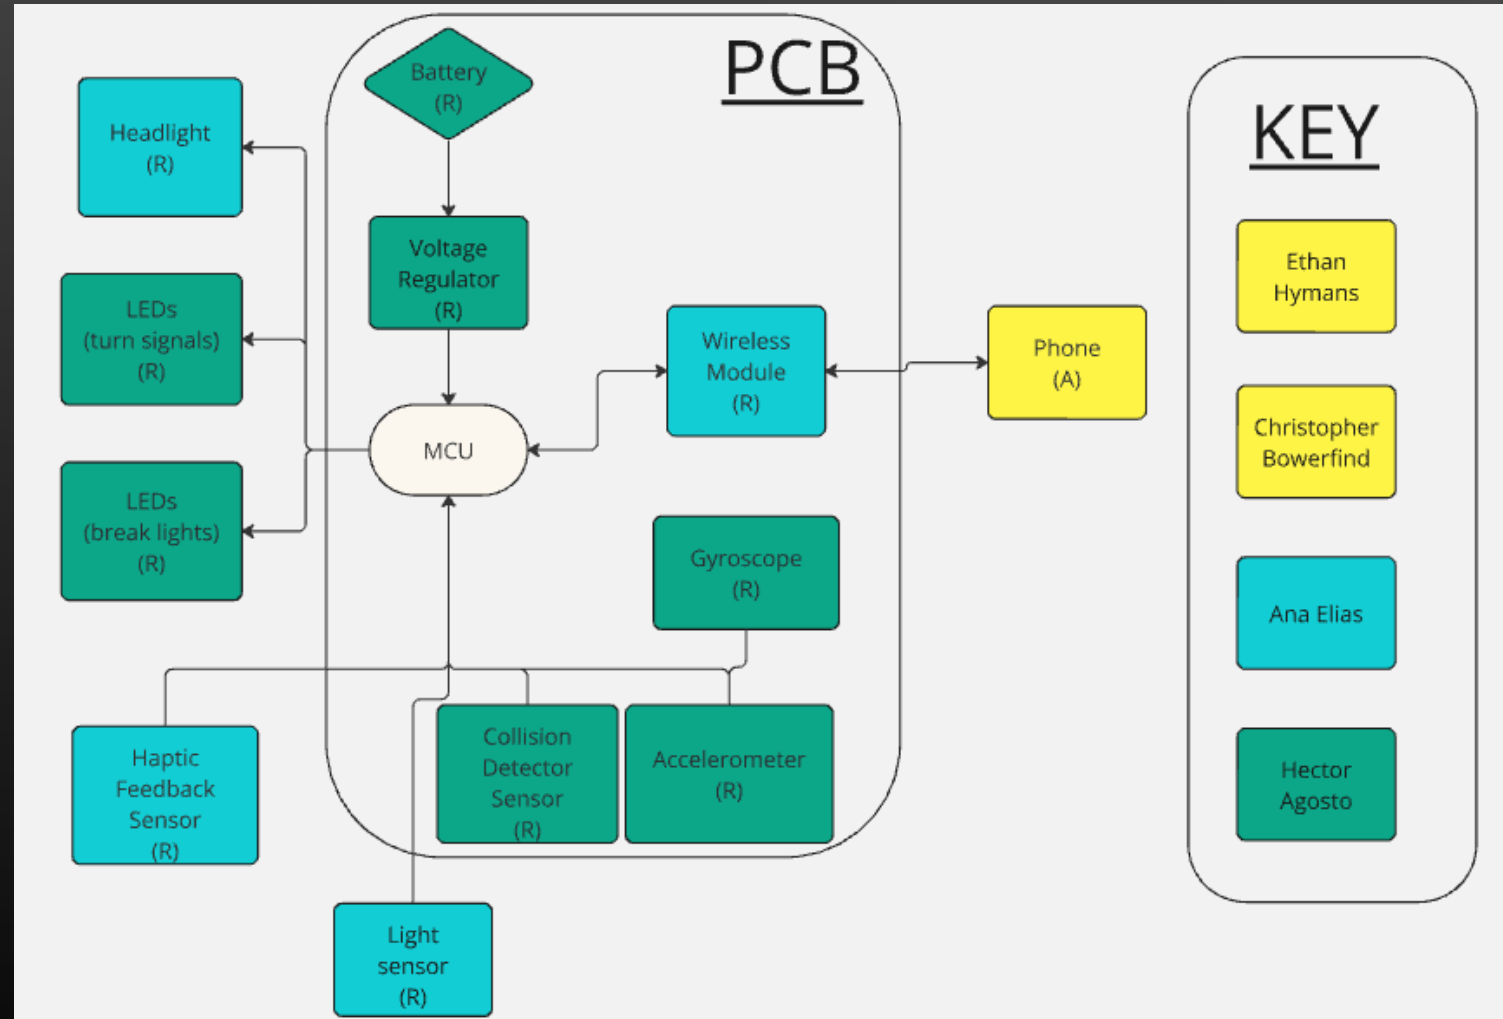 PCB
KEY
Battery
(R)
Headlight
(R)
Voltage
Regulator
(R)
LEDs
(turn signals)
(R)
Wireless
Module
(R)
Phone
(A)
MCU
LEDs
(break lights)
(R)
Gyroscope
(R)
Haptic
Feedback
Sensor
(R)
Collision
Detector
Sensor
(R)
Accelerometer
(R)
Light
sensor
(R)
Ethan
Hymans
Christopher
Bowerfind
Ana Elias
Hector
Agosto